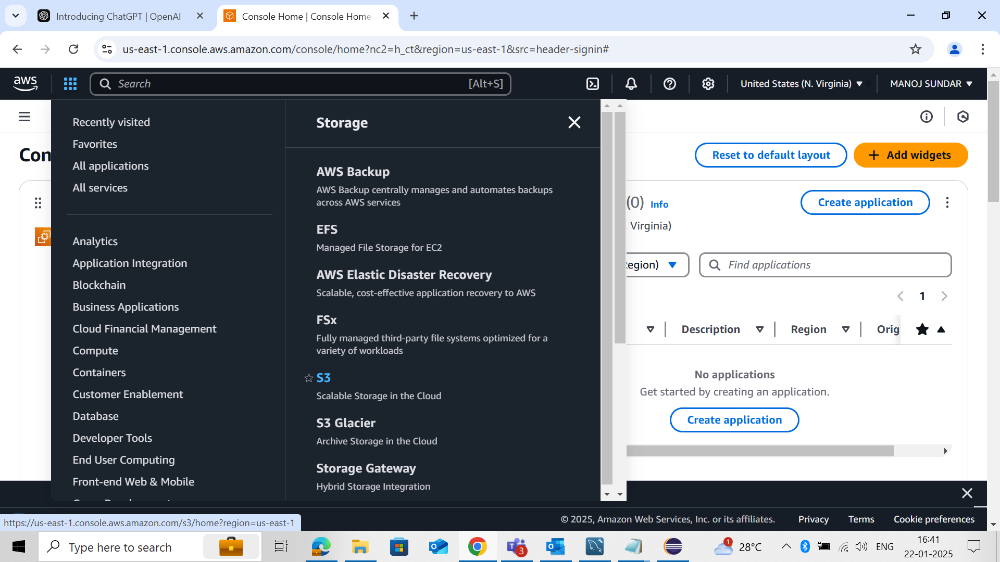 Introducing ChatGPT | OpenAI
Console Home | Console Home
us-east-1.console.aws.amazon.com/console/home?nc2=h_ct&region=us-east-1&src=header-signin#
aws
Search
[Alt+S]
United States (N. Virginia)
MANOJ SUNDAR
Con
Reset to default layout
+ Add widgets
(0) Info
Create application
Virginia)
Region)
Find applications
1
Description
Region
Orig
No applications
Get started by creating an application.
Create application
Recently visited
Favorites
All applications
All services
Analytics
Application Integration
Blockchain
Business Applications
Cloud Financial Management
Compute
Containers
Customer Enablement
Database
Developer Tools
End User Computing
Front-end Web & Mobile
Storage
AWS Backup
AWS Backup centrally manages and automates backups
across AWS services
EFS
Managed File Storage for EC2
AWS Elastic Disaster Recovery
Scalable, cost-effective application recovery to AWS
FSx
Fully managed third-party file systems optimized for a
variety of workloads
S3
Scalable Storage in the Cloud
S3 Glacier
Archive Storage in the Cloud
Storage Gateway
Hybrid Storage Integration
https://us-east-1.console.aws.amazon.com/s3/home?region=us-east-1
© 2025, Amazon Web Services, Inc. or its affiliates.
Privacy
Terms
Cookie preferences
Type here to search
3
1
28°C
ENG
16:41
22-01-2025